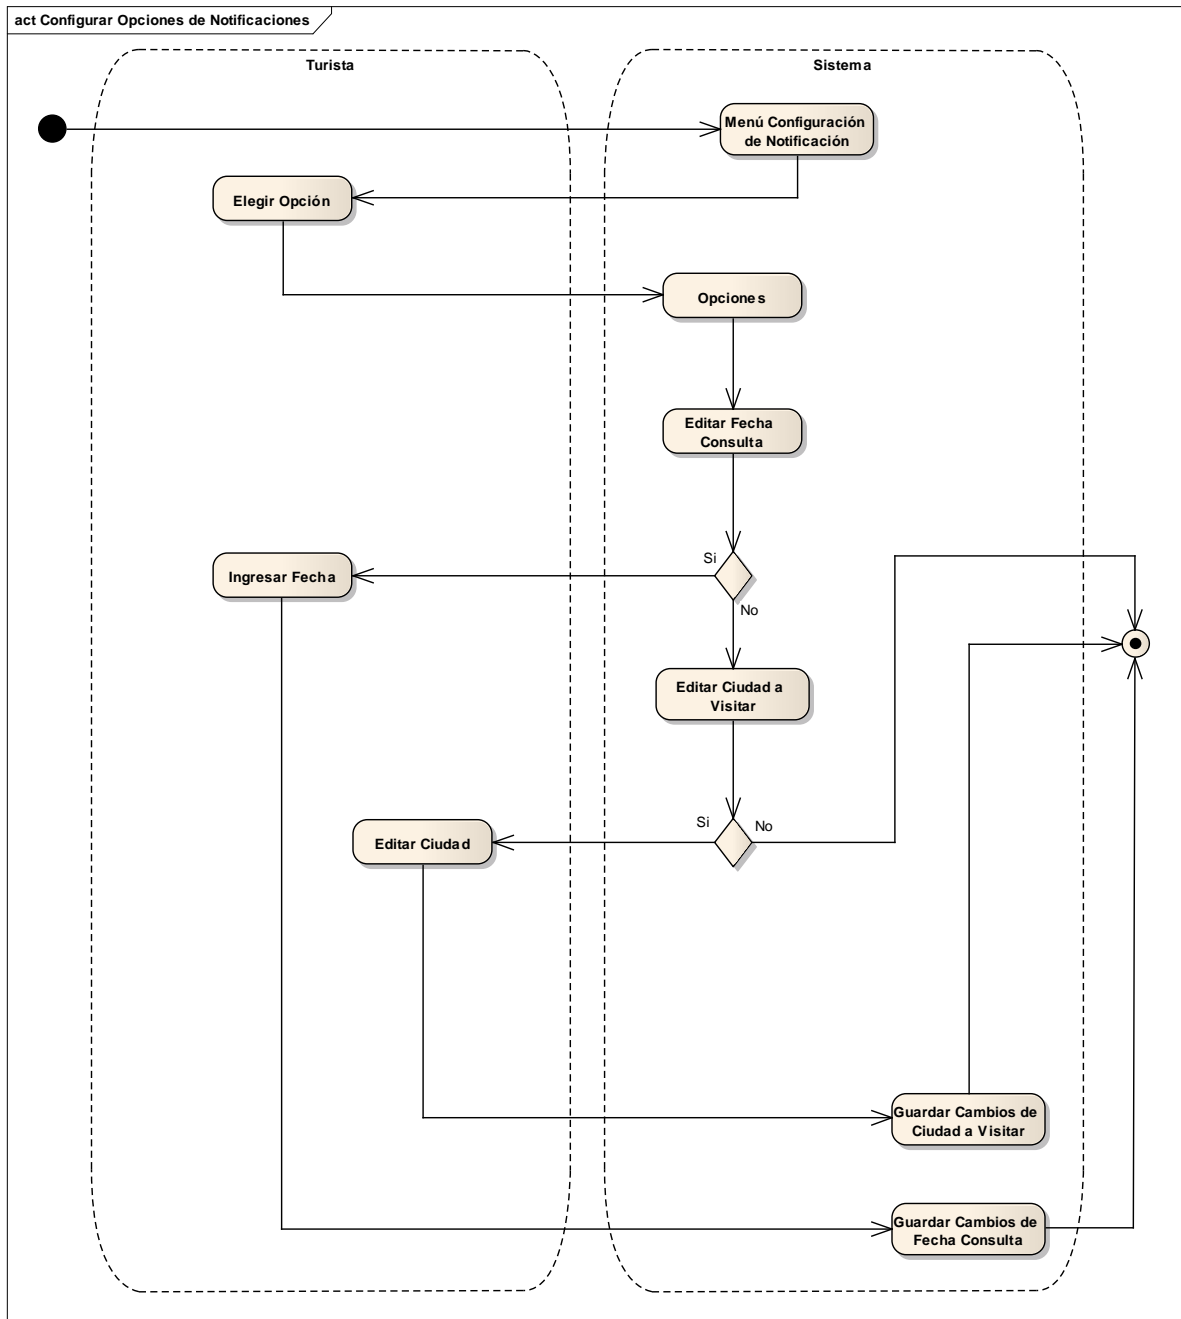 act Configurar Opciones de Notificaciones
Turista
Sistema
Menú Configuración
de Notificación
Elegir Opción
Opciones
Editar Fecha
Consulta
Si
Ingresar Fecha
No
Editar Ciudad a
Visitar
Si
No
Editar Ciudad
Guardar Cambios de
Ciudad a Visitar
Guardar Cambios de
Fecha Consulta